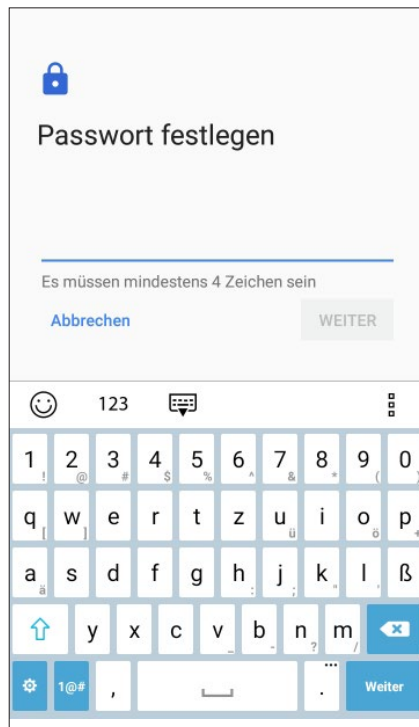 Passwort festlegen
Es müssen mindestens 4 Zeichen sein
Abbrechen WEITER
123
1 ! 2 @ 3 # 4 $ 5 % 6 ^ 7 & 8 * 9 ( 0 )
q [ w ] e r t z u ü i o ö p +
a ä s d f g h : j ; k " l ' ß
y x c v _ b - n ? m /
1@# , . ... Weiter